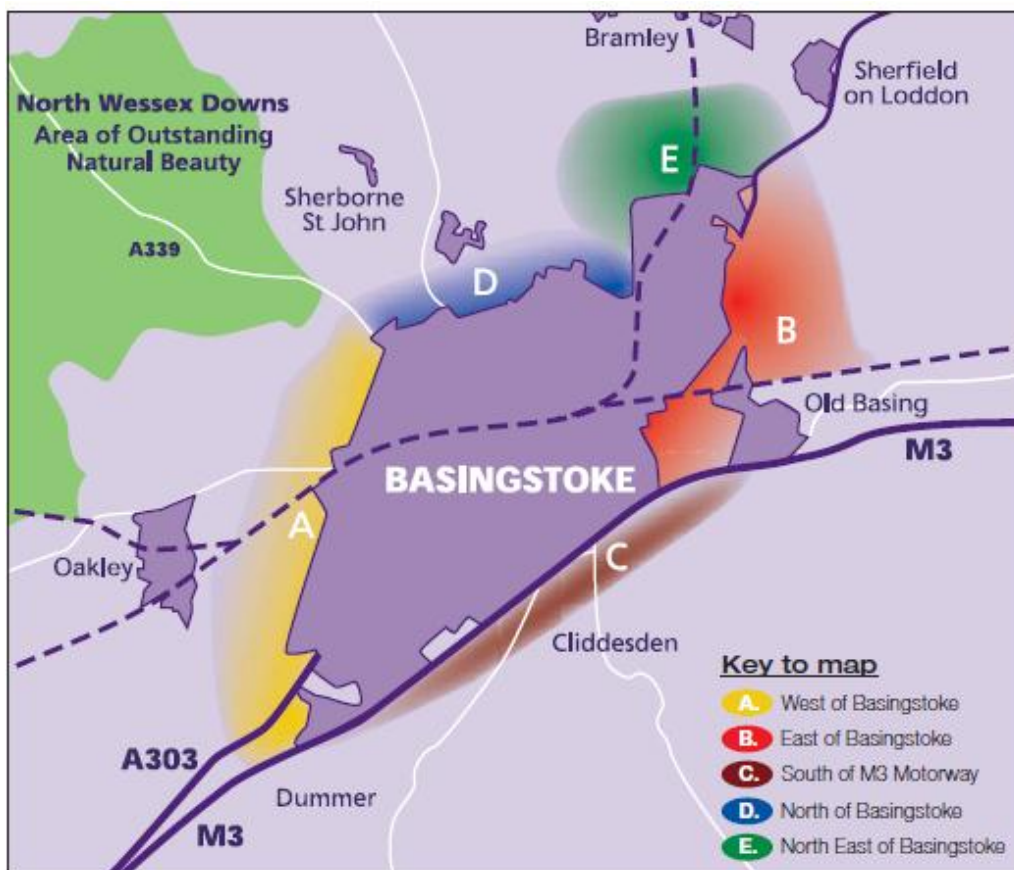 Bramley
Sherfield
on Loddon
North Wessex Downs
Area of Outstanding
Natural Beauty
E
Sherborne
St John
A339
D
B
Old Basing
M3
BASINGSTOKE
A
Oakley
C
Cliddesden
A303
Dummer
M3
Key to map
A. West of Basingstoke
B. East of Basingstoke
C. South of M3 Motorway
D. North of Basingstoke
E. North East of Basingstoke